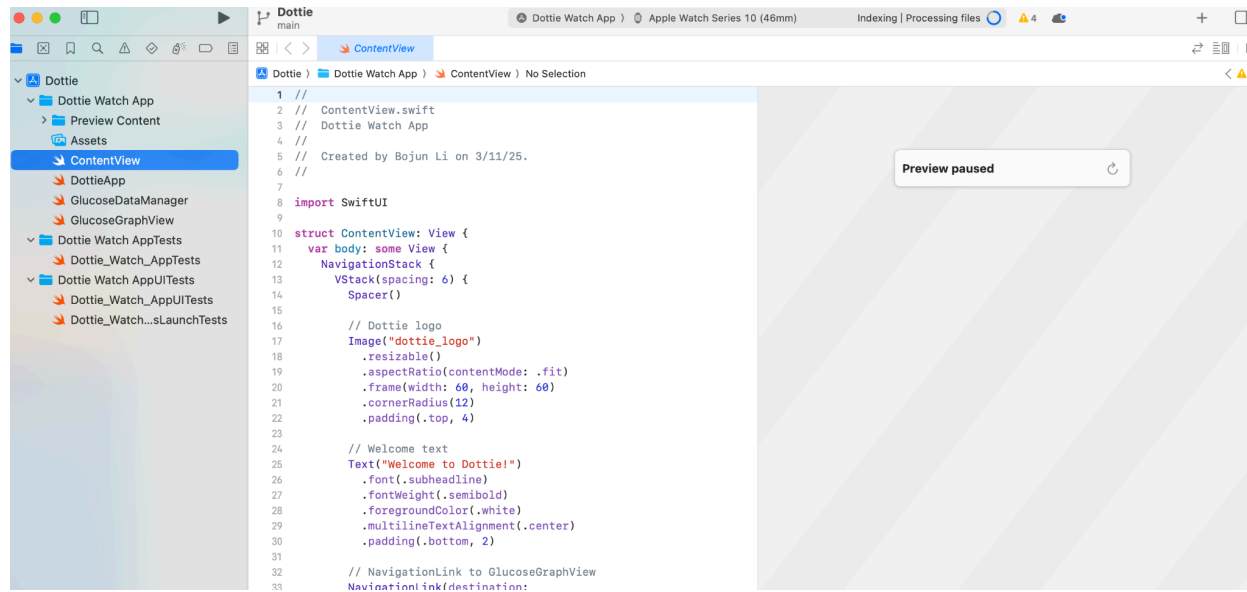 Dottie
main
Dottie Watch App ⟩ Apple Watch Series 10 (46mm)
Indexing | Processing files
4
ContentView
Dottie
Dottie Watch App
Preview Content
Assets
ContentView
DottieApp
GlucoseDataManager
GlucoseGraphView
Dottie Watch AppTests
Dottie_Watch_AppTests
Dottie Watch AppUITests
Dottie_Watch_AppUITests
Dottie_Watch...sLaunchTests
Dottie ⟩ Dottie Watch App ⟩ ContentView ⟩ No Selection
1 //
2 //  ContentView.swift
3 //  Dottie Watch App
4 //
5 //  Created by Bojun Li on 3/11/25.
6 //
7
8 import SwiftUI
9
10 struct ContentView: View {
11   var body: some View {
12     NavigationStack {
13       VStack(spacing: 6) {
14         Spacer()
15
16         // Dottie logo
17         Image("dottie_logo")
18           .resizable()
19           .aspectRatio(contentMode: .fit)
20           .frame(width: 60, height: 60)
21           .cornerRadius(12)
22           .padding(.top, 4)
23
24         // Welcome text
25         Text("Welcome to Dottie!")
26           .font(.subheadline)
27           .fontWeight(.semibold)
28           .foregroundColor(.white)
29           .multilineTextAlignment(.center)
30           .padding(.bottom, 2)
31
32         // NavigationLink to GlucoseGraphView
33         NavigationLink(destination:
Preview paused